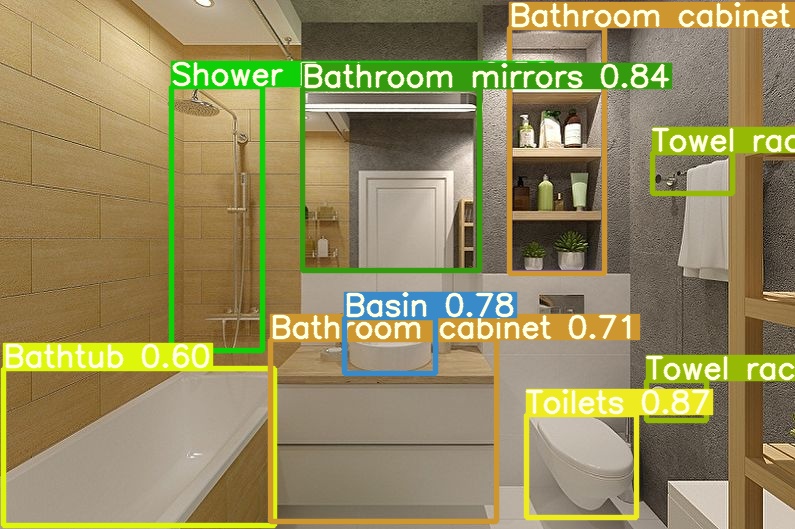 Bathroom cabinet
Shower
Bathroom mirrors 0.84
Towel rac
Basin 0.78
Bathroom cabinet 0.71
Bathtub 0.60
Towel rac
Toilets 0.87